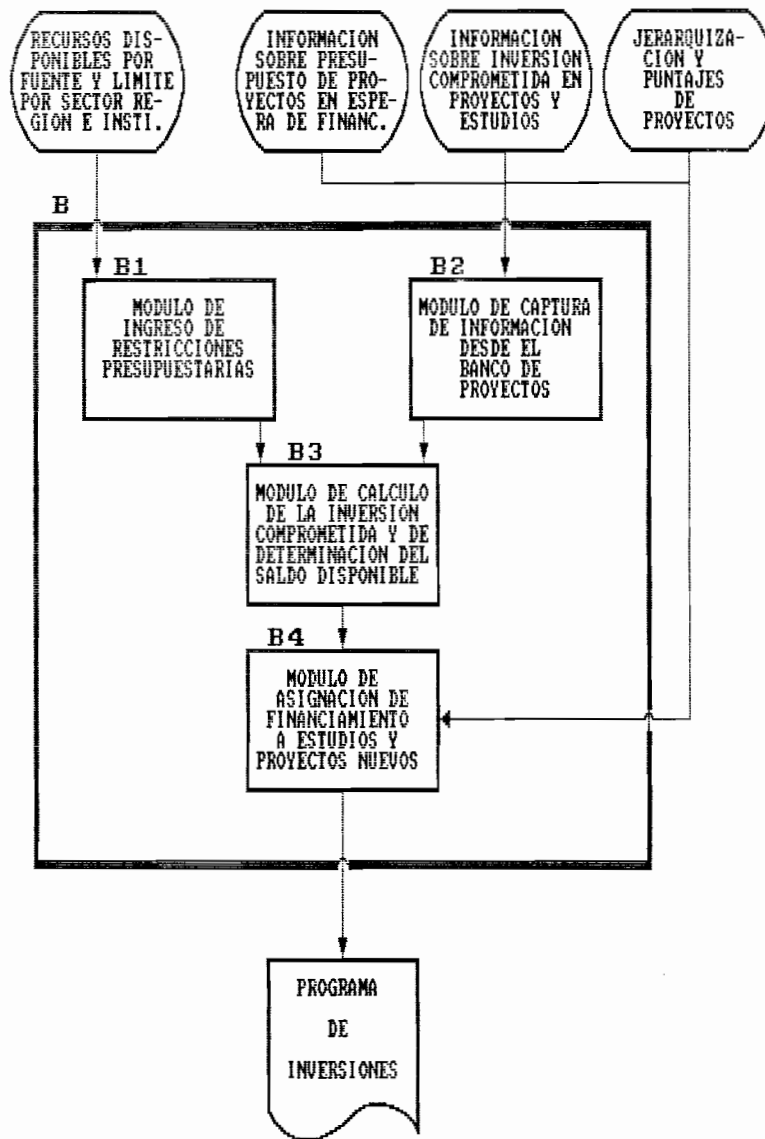 RECURSOS DIS-
PONIBLES POR
FUENTE Y LIMITE
POR SECTOR RE-
GION E INSTI.
INFORMACION
SOBRE PRESU-
PUESTO DE PRO-
YECTOS EN ESPE-
RA DE FINANC.
INFORMACION
SOBRE INVERSION
COMPROMETIDA EN
PROYECTOS Y
ESTUDIOS
JERARQUIZA-
CION Y
PUNTAJES
DE
PROYECTOS
B
B1
MODULO DE
INGRESO DE
RESTRICCIONES
PRESUPUESTARIAS
B2
MODULO DE CAPTURA
DE INFORMACION
DESDE EL
BANCO DE
PROYECTOS
B3
MODULO DE CALCULO
DE LA INVERSION
COMPROMETIDA Y DE
DETERMINACION DEL
SALDO DISPONIBLE
B4
MODULO DE
ASIGNACION DE
FINANCIAMIENTO
A ESTUDIOS Y
PROYECTOS NUEVOS
PROGRAMA
DE
INVERSIONES